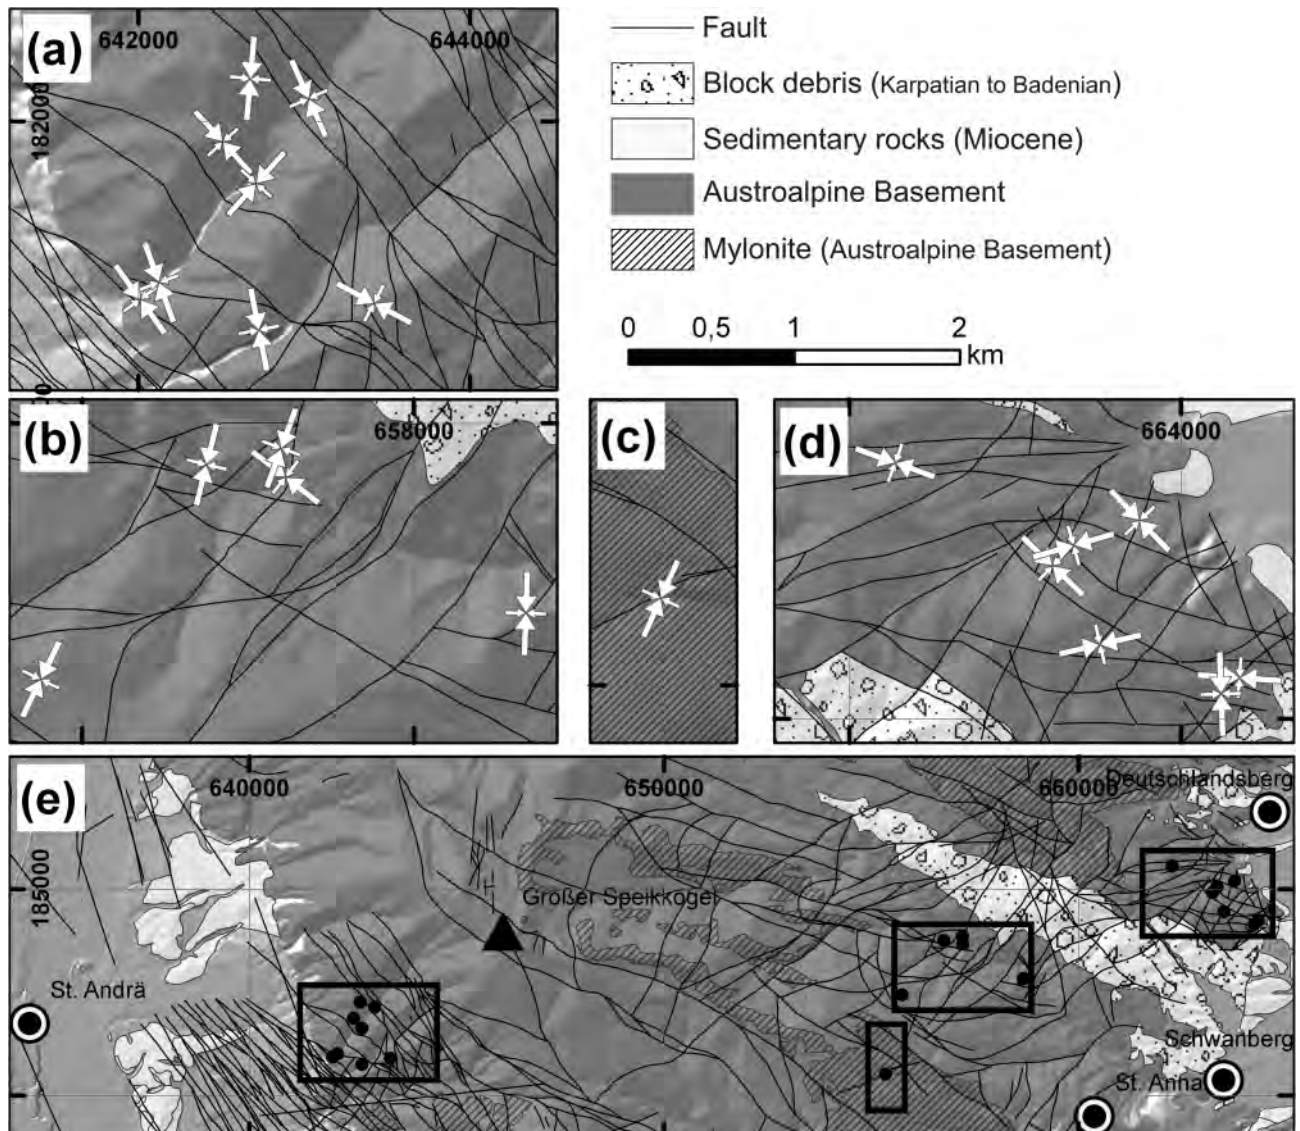 (a)
642000
644000
182000
Fault
Block debris (Karpatian to Badenian)
Sedimentary rocks (Miocene)
Austroalpine Basement
Mylonite (Austroalpine Basement)
0 0,5 1 2
km
(b)
658000
(c)
(d)
664000
(e)
640000
650000
660000
Deutschlandsberg
185000
Großer Speikkogel
St. Andrä
Schwanberg
St. Anna